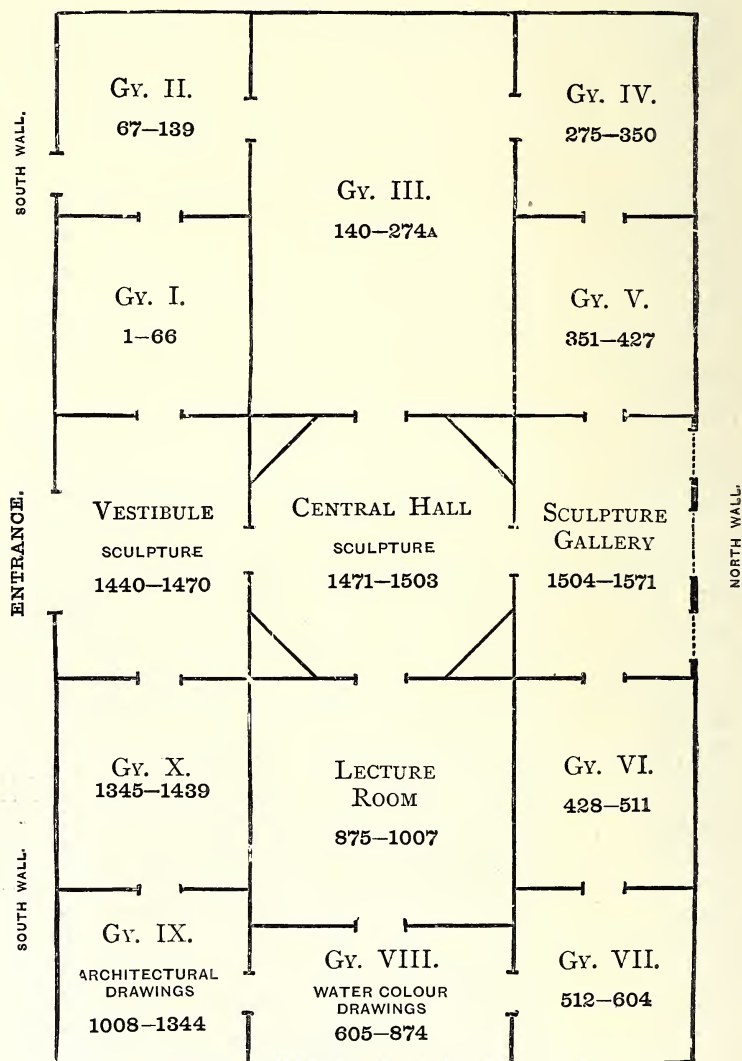 SOUTH WALL.
Gy. II.
67–139
Gy. III.
140–274A
Gy. IV.
275–350
Gy. I.
1–66
Gy. V.
351–427
ENTRANCE.
VESTIBULE
SCULPTURE
1440–1470
CENTRAL HALL
SCULPTURE
1471–1503
SCULPTURE
GALLERY
1504–1571
NORTH WALL.
SOUTH WALL.
Gy. X.
1345–1439
LECTURE
ROOM
875–1007
Gy. VI.
428–511
Gy. IX.
ARCHITECTURAL
DRAWINGS
1008–1344
Gy. VIII.
WATER COLOUR
DRAWINGS
605–874
Gy. VII.
512–604